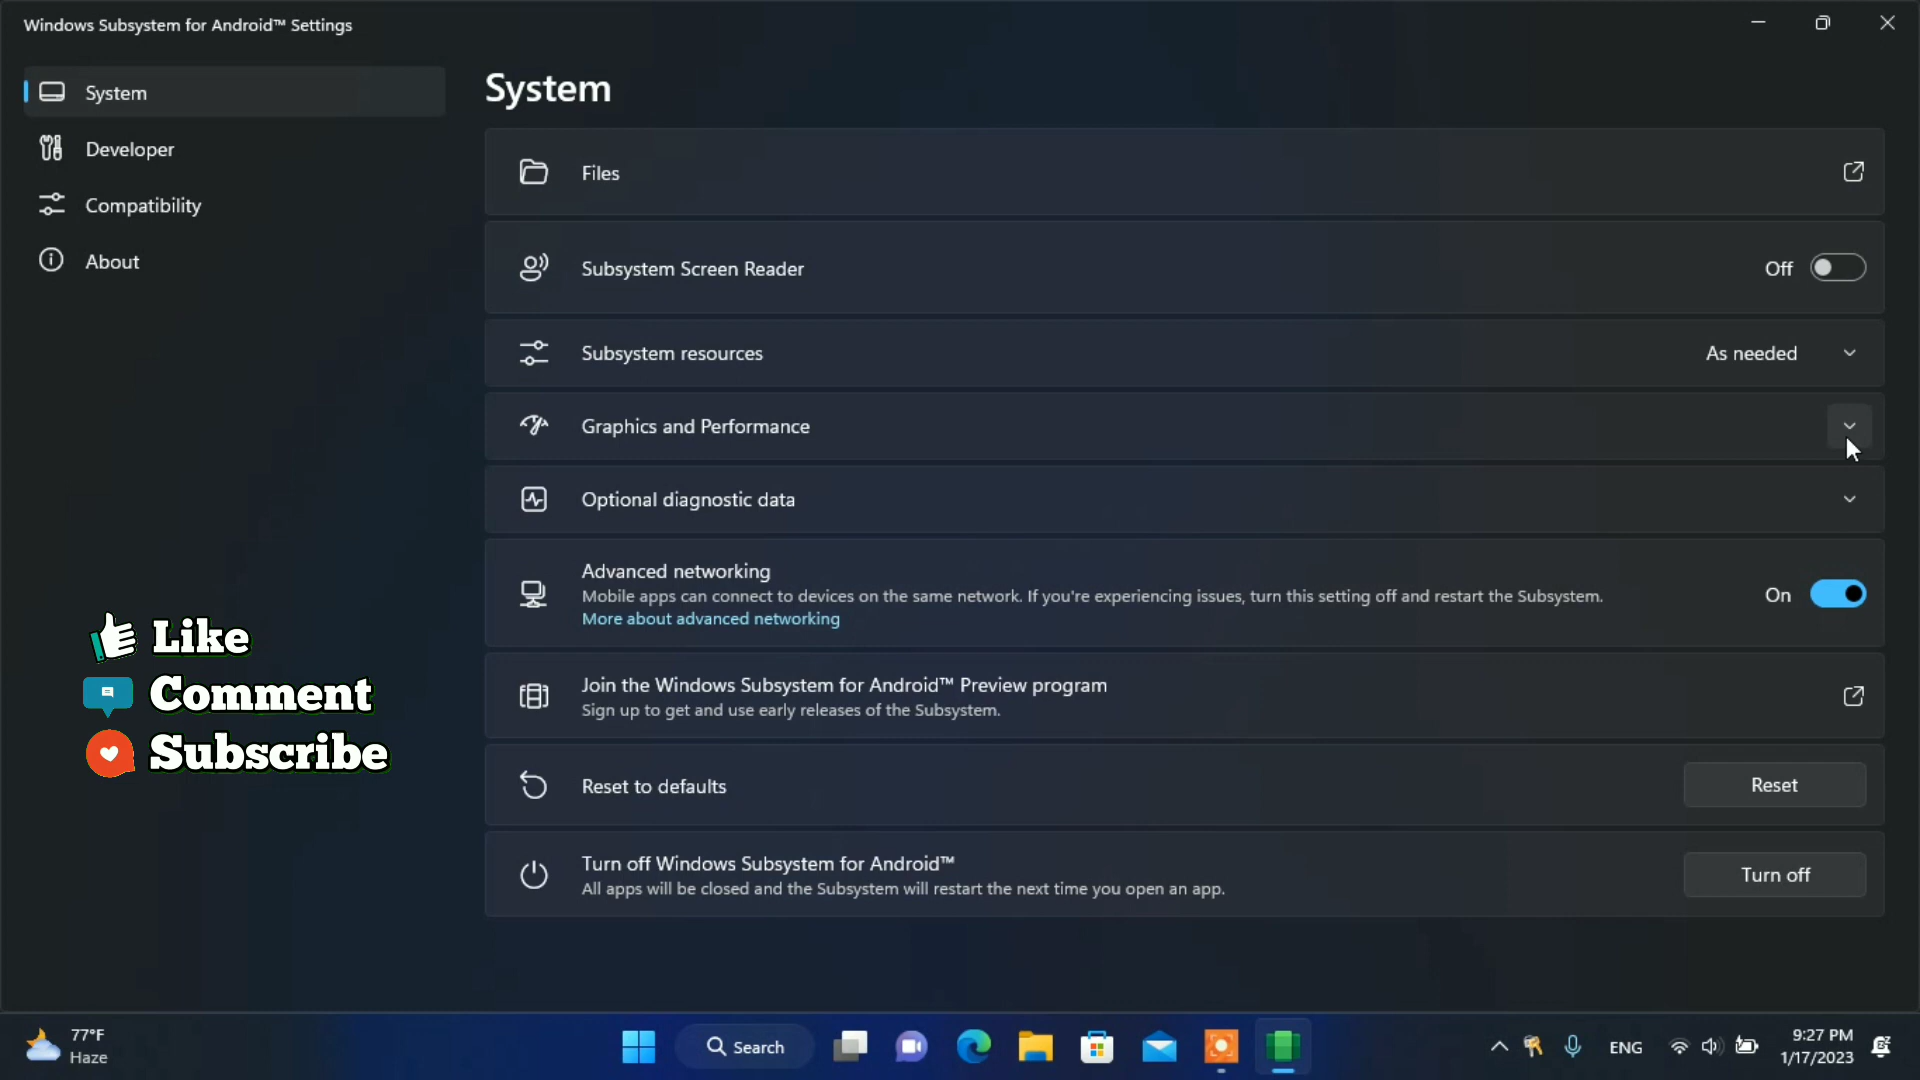 Windows Subsystem for Android™ Settings
System
Developer
Compatibility
About
System
Files
Subsystem Screen Reader
Off
Subsystem resources
As needed
Graphics and Performance
Optional diagnostic data
Advanced networking
Mobile apps can connect to devices on the same network. If you're experiencing issues, turn this setting off and restart the Subsystem.
More about advanced networking
On
Join the Windows Subsystem for Android™ Preview program
Sign up to get and use early releases of the Subsystem.
Reset to defaults
Reset
Turn off Windows Subsystem for Android™
All apps will be closed and the Subsystem will restart the next time you open an app.
Turn off
Like
Comment
Subscribe
77°F
Haze
Search
ENG
9:27 PM
1/17/2023